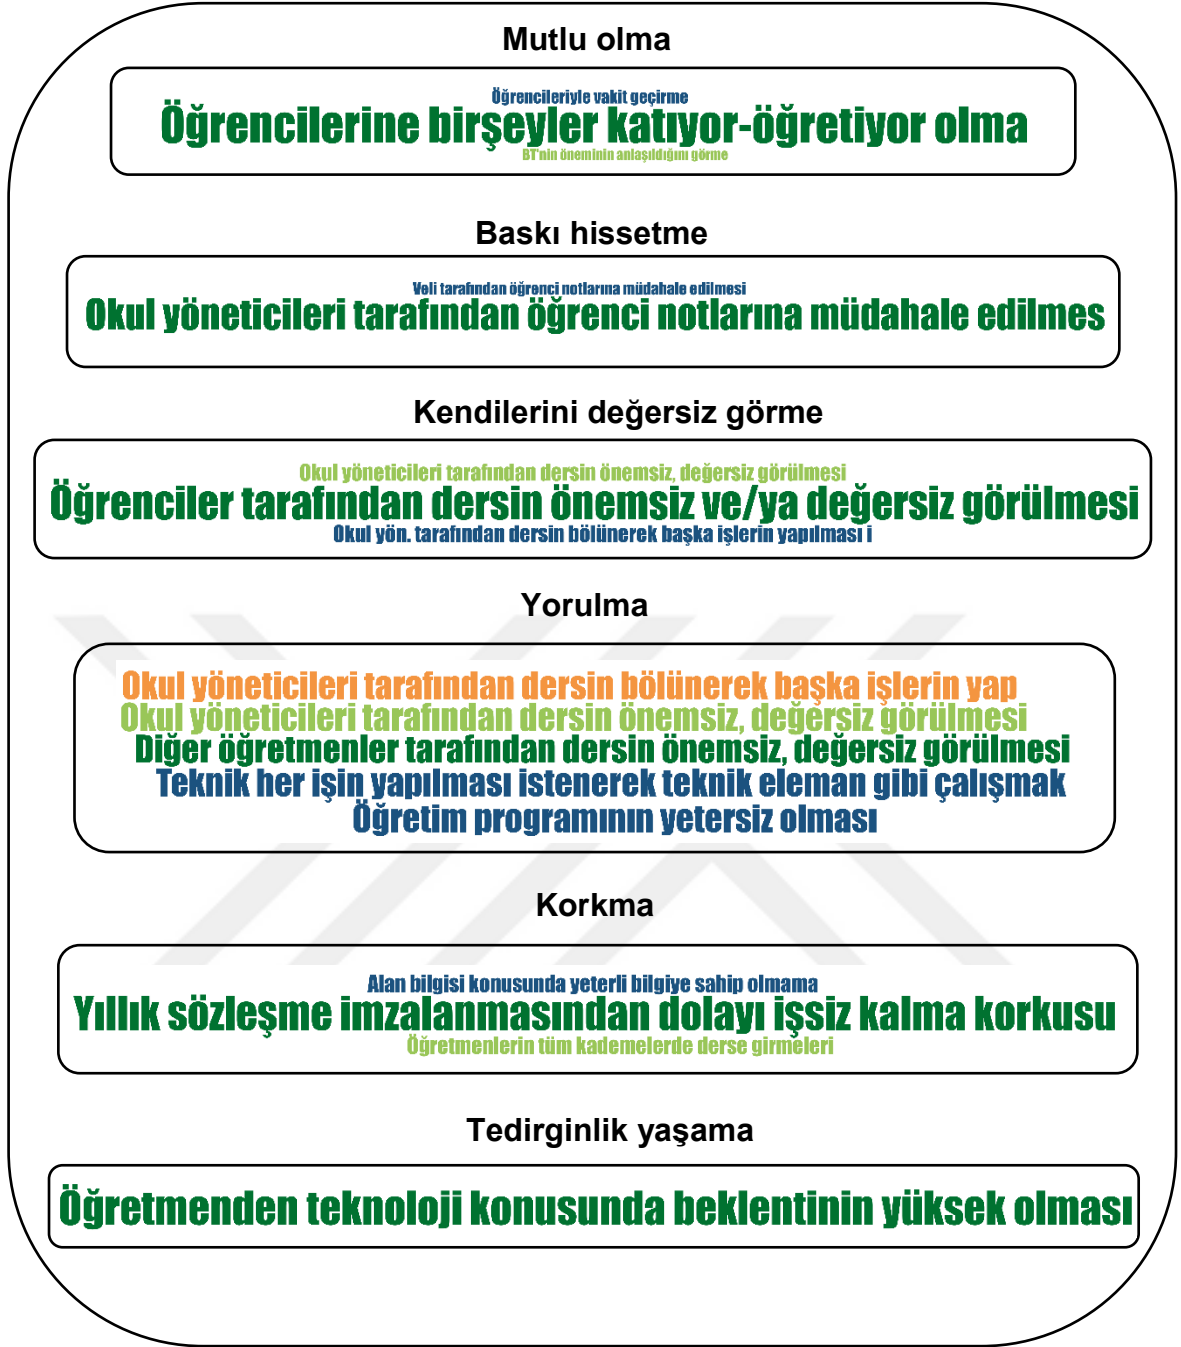 Mutlu olma
Öğrencileriyle vakit geçirme
Öğrencilerine birşeyler katıyor-öğretiyor olma
BT'nin öneminin anlaşıldığını görme
Baskı hissetme
Veli tarafından öğrenci notlarına müdahale edilmesi
Okul yöneticileri tarafından öğrenci notlarına müdahale edilmes
Kendilerini değersiz görme
Okul yöneticileri tarafından dersin önemsiz, değersiz görülmesi
Öğrenciler tarafından dersin önemsiz ve/ya değersiz görülmesi
Okul yön. tarafından dersin bölünerek başka işlerin yapılması i
Yorulma
Okul yöneticileri tarafından dersin bölünerek başka işlerin yap
Okul yöneticileri tarafından dersin önemsiz, değersiz görülmesi
Diğer öğretmenler tarafından dersin önemsiz, değersiz görülmesi
Teknik her işin yapılması istenerek teknik eleman gibi çalışmak
Öğretim programının yetersiz olması
Korkma
Alan bilgisi konusunda yeterli bilgiye sahip olmama
Yıllık sözleşme imzalanmasından dolayı işsiz kalma korkusu
Öğretmenlerin tüm kademelerde derse girmeleri
Tedirginlik yaşama
Öğretmenden teknoloji konusunda beklentinin yüksek olması